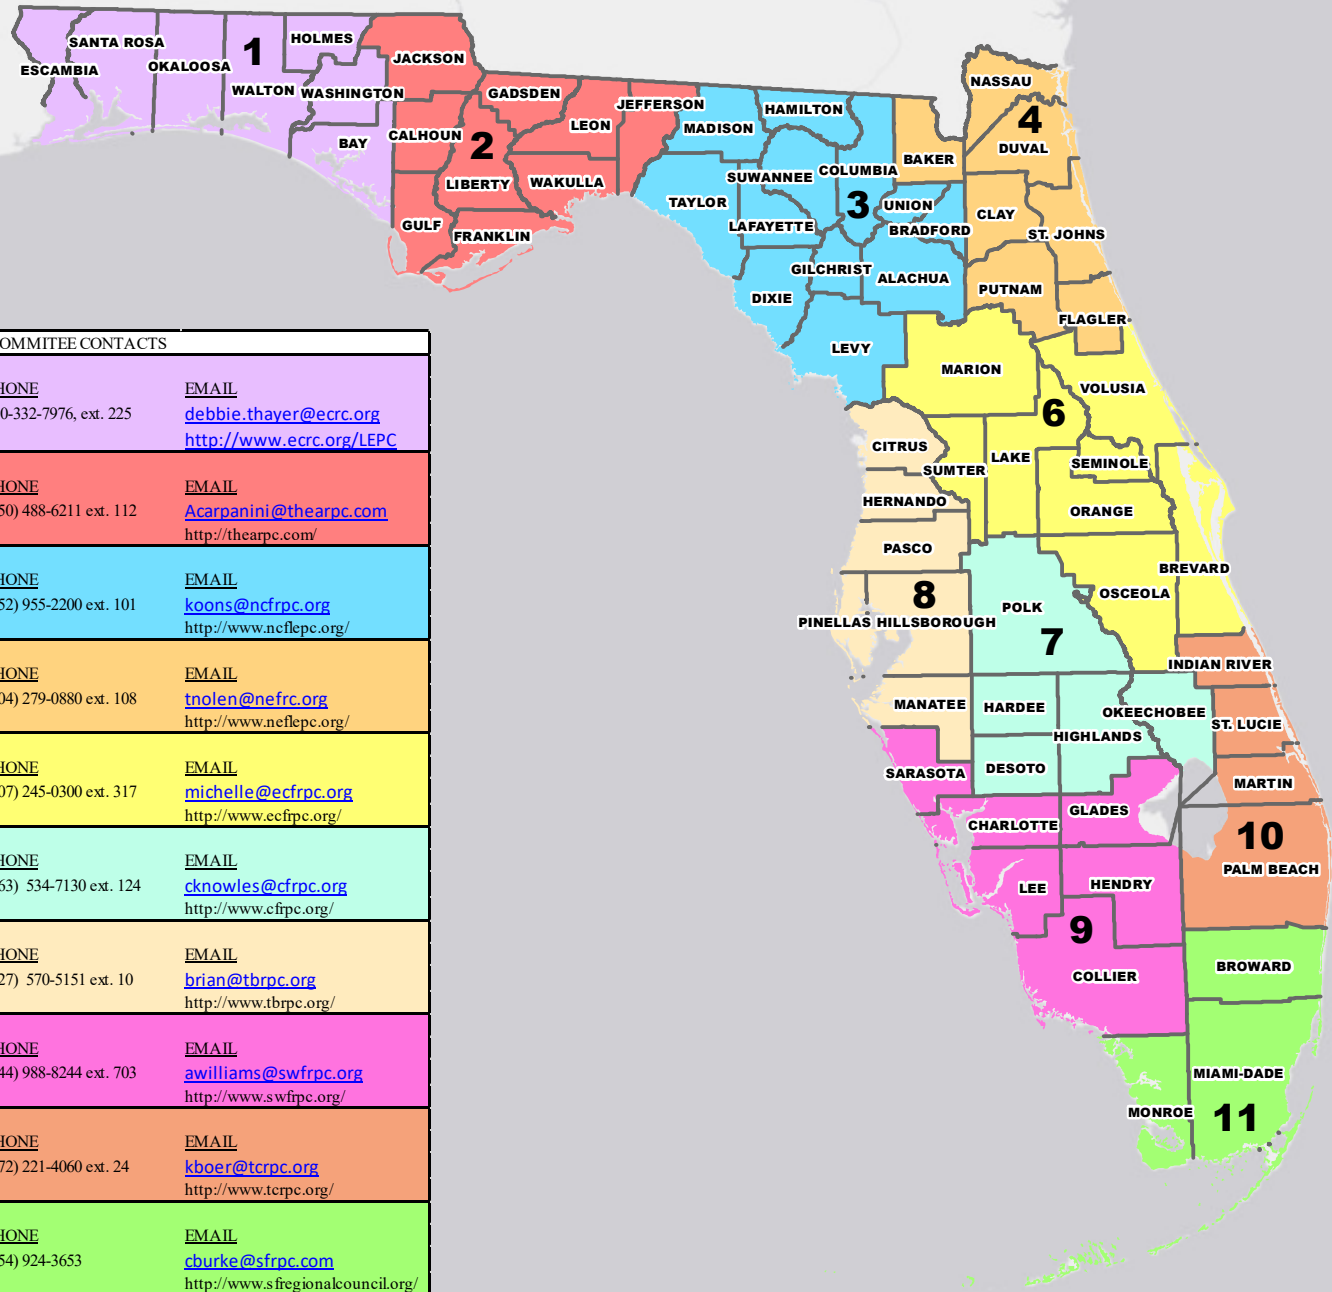 SANTA ROSA
ESCAMBIA
OKALOOSA
1
HOLMES
WALTON
WASHINGTON
BAY
JACKSON
GADSDEN
JEFFERSON
LEON
CALHOUN
2
LIBERTY
WAKULLA
GULF
FRANKLIN
HAMILTON
MADISON
SUWANNEE
COLUMBIA
TAYLOR
3
UNION
LAFAYETTE
BRADFORD
GILCHRIST
ALACHUA
DIXIE
LEVY
NASSAU
4
DUVAL
BAKER
CLAY
ST. JOHNS
PUTNAM
FLAGLER
MARION
VOLUSIA
6
LAKE
SUMTER
SEMINOLE
ORANGE
BREVARD
OSCEOLA
CITRUS
HERNANDO
PASCO
8
PINELLAS
HILLSBOROUGH
MANATEE
POLK
7
HARDEE
OKEECHOBEE
HIGHLANDS
DESOTO
INDIAN RIVER
ST. LUCIE
MARTIN
10
PALM BEACH
SARASOTA
GLADES
CHARLOTTE
LEE
HENDRY
9
COLLIER
BROWARD
MIAMI-DADE
MONROE
11
OMMITEE CONTACTS
HONE EMAIL
0-332-7976, ext. 225 debbie.thayer@ecrc.org
http://www.ecrc.org/LEPC
HONE EMAIL
50) 488-6211 ext. 112 Acarpanini@thearpc.com
http://thearpc.com/
HONE EMAIL
52) 955-2200 ext. 101 koons@ncfrpc.org
http://www.ncflepc.org/
HONE EMAIL
04) 279-0880 ext. 108 tnolen@nefrc.org
http://www.neflepc.org/
HONE EMAIL
07) 245-0300 ext. 317 michelle@ecfrpc.org
http://www.ecfrpc.org/
HONE EMAIL
63) 534-7130 ext. 124 cknowles@cfrpc.org
http://www.cfrpc.org/
HONE EMAIL
27) 570-5151 ext. 10 brian@tbrpc.org
http://www.tbrpc.org/
HONE EMAIL
44) 988-8244 ext. 703 awilliams@swfrpc.org
http://www.swfrpc.org/
HONE EMAIL
72) 221-4060 ext. 24 kboer@tcrpc.org
http://www.tcrpc.org/
HONE EMAIL
54) 924-3653 cburke@sfrpc.com
http://www.sfregionalcouncil.org/